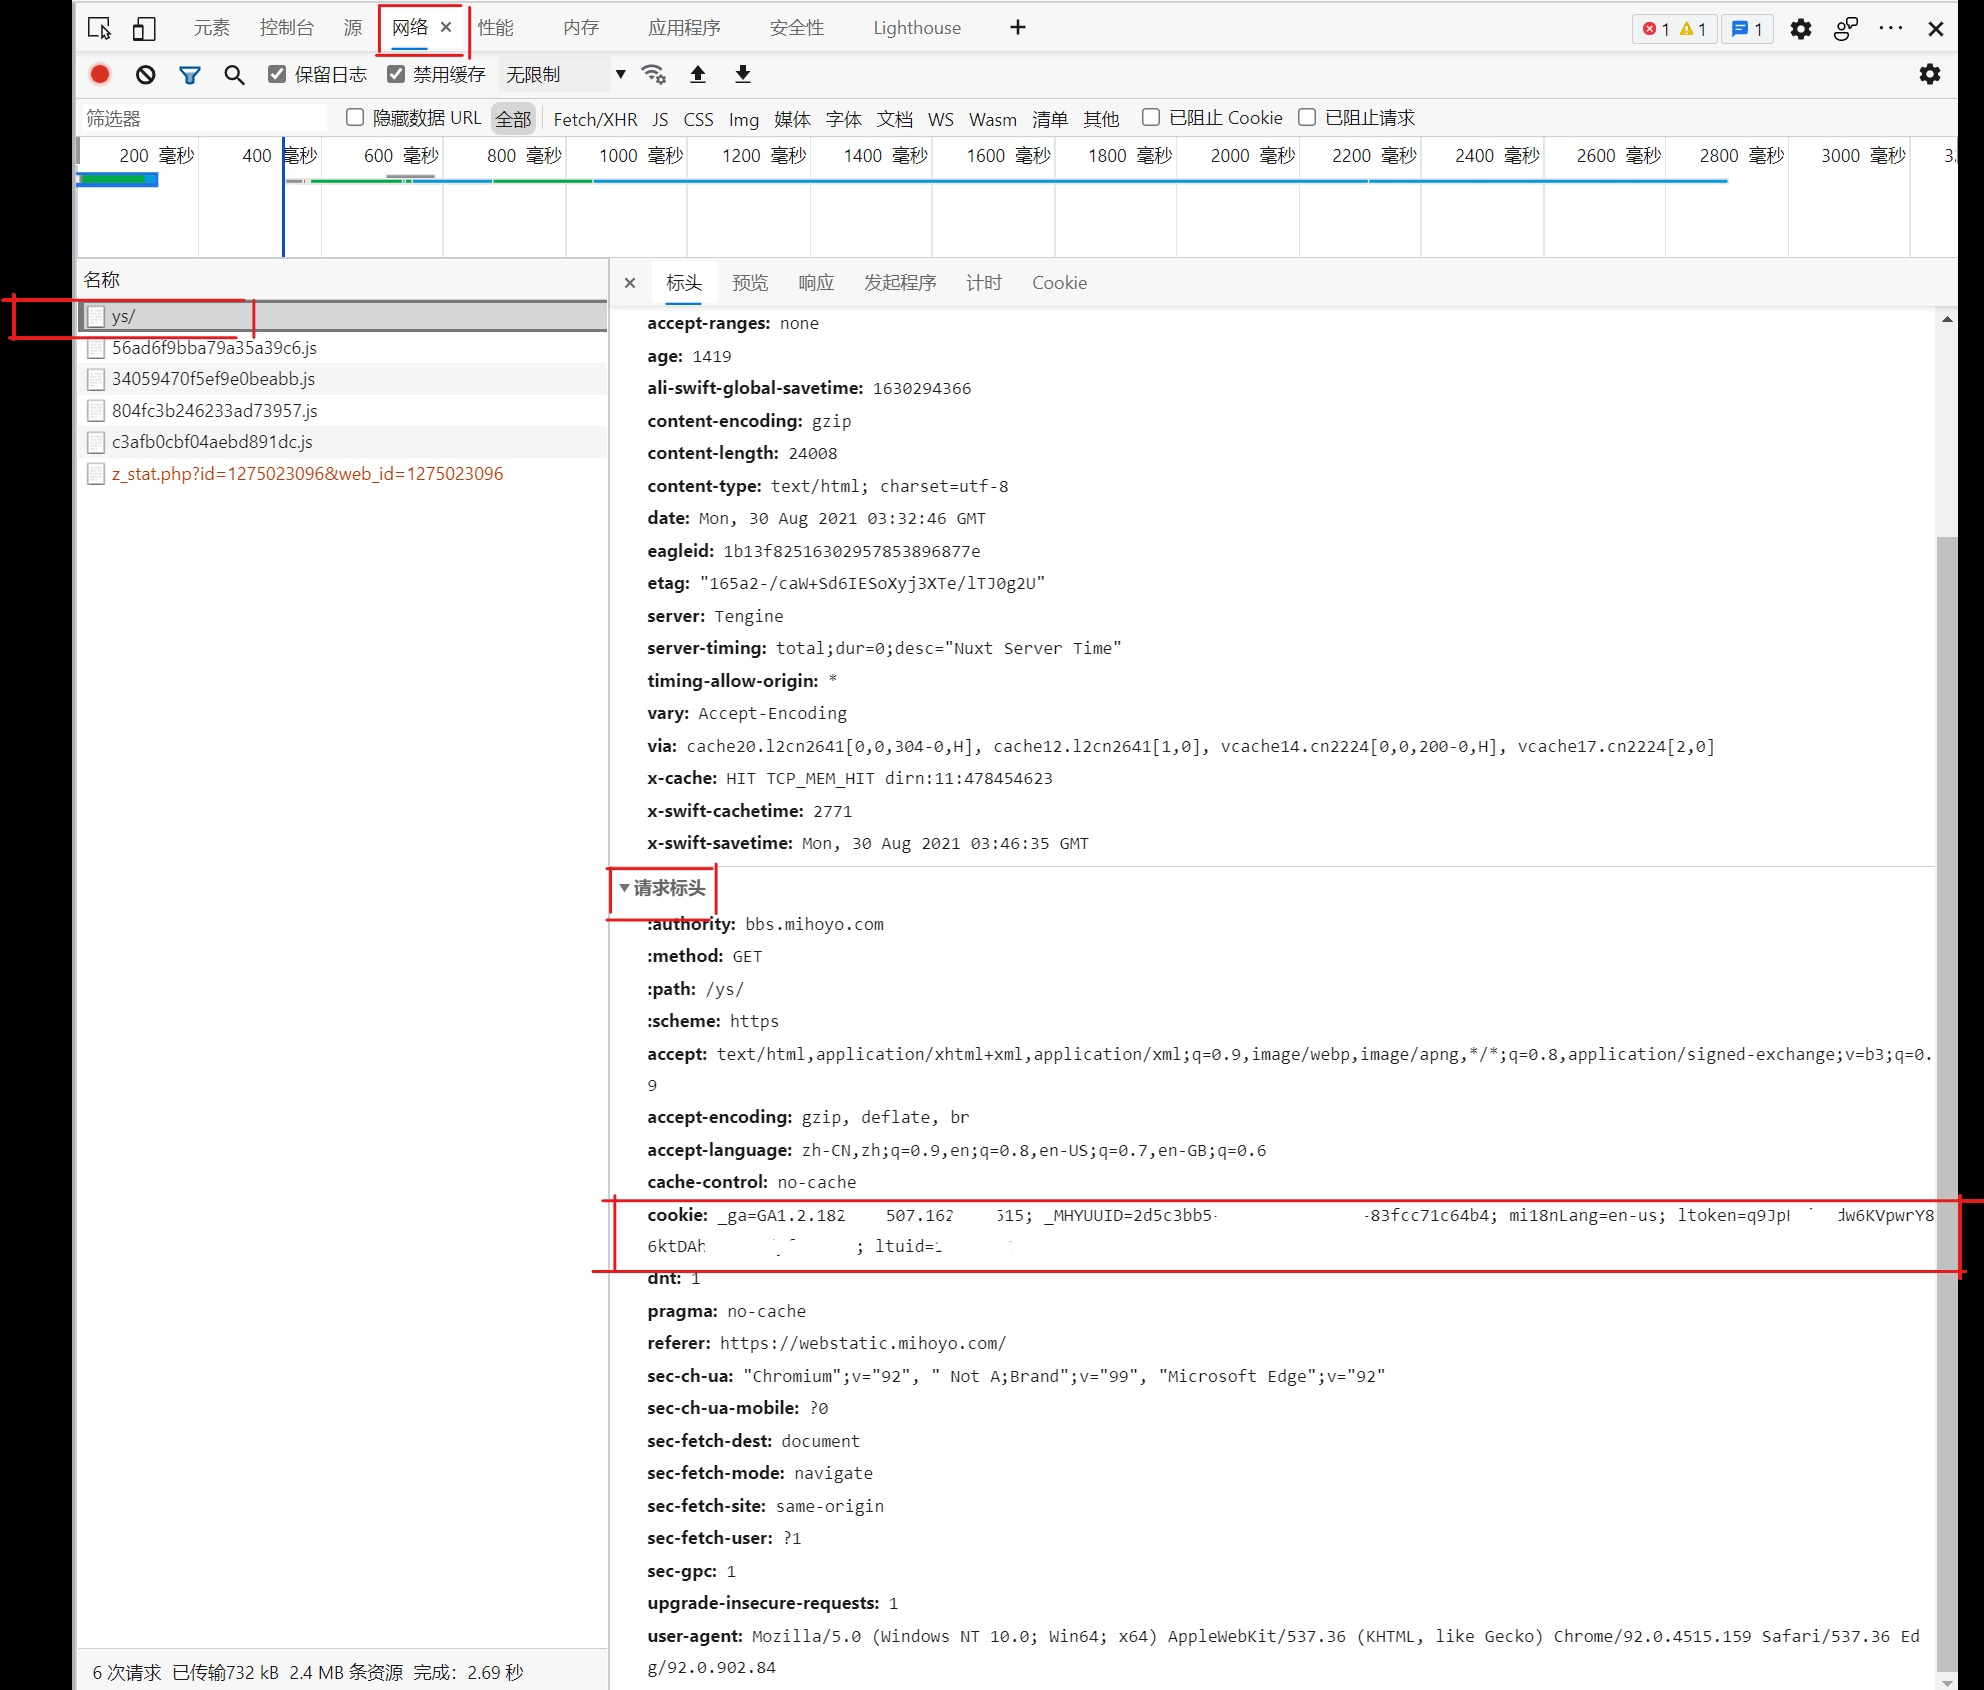 元素 控制台 源 网络 性能 内存 应用程序 安全性 Lighthouse 1 1 1
保留日志 禁用缓存 无限制
筛选器 隐藏数据 URL 全部 Fetch/XHR JS CSS Img 媒体 字体 文档 WS Wasm 清单 其他 已阻止 Cookie 已阻止请求
200 毫秒 400 毫秒 600 毫秒 800 毫秒 1000 毫秒 1200 毫秒 1400 毫秒 1600 毫秒 1800 毫秒 2000 毫秒 2200 毫秒 2400 毫秒 2600 毫秒 2800 毫秒 3000 毫秒
名称
ys/
56ad6f9bba79a35a39c6.js
34059470f5ef9e0beabb.js
804fc3b246233ad73957.js
c3afb0cbf04aebd891dc.js
z_stat.php?id=1275023096&web_id=1275023096
6 次请求 已传输732 kB 2.4 MB 条资源 完成: 2.69 秒
标头 预览 响应 发起程序 计时 Cookie
accept-ranges: none
age: 1419
ali-swift-global-savetime: 1630294366
content-encoding: gzip
content-length: 24008
content-type: text/html; charset=utf-8
date: Mon, 30 Aug 2021 03:32:46 GMT
eagleid: 1b13f82516302957853896877e
etag: "165a2-/caW+Sd6IESoXyj3XTe/lTJ0g2U"
server: Tengine
server-timing: total;dur=0;desc="Nuxt Server Time"
timing-allow-origin: *
vary: Accept-Encoding
via: cache20.l2cn2641[0,0,304-0,H], cache12.l2cn2641[1,0], vcache14.cn2224[0,0,200-0,H], vcache17.cn2224[2,0]
x-cache: HIT TCP_MEM_HIT dirn:11:478454623
x-swift-cachetime: 2771
x-swift-savetime: Mon, 30 Aug 2021 03:46:35 GMT
请求标头
:authority: bbs.mihoyo.com
:method: GET
:path: /ys/
:scheme: https
accept: text/html,application/xhtml+xml,application/xml;q=0.9,image/webp,image/apng,*/*;q=0.8,application/signed-exchange;v=b3;q=0.
9
accept-encoding: gzip, deflate, br
accept-language: zh-CN,zh;q=0.9,en;q=0.8,en-US;q=0.7,en-GB;q=0.6
cache-control: no-cache
cookie: _ga=GA1.2.182 507.162 515; _MHYUUID=2d5c3bb5- -83fcc71c64b4; mi18nLang=en-us; ltoken=q9Jp dw6KVpwrY8
6ktDAh ; ltuid=
dnt: 1
pragma: no-cache
referer: https://webstatic.mihoyo.com/
sec-ch-ua: "Chromium";v="92", " Not A;Brand";v="99", "Microsoft Edge";v="92"
sec-ch-ua-mobile: ?0
sec-fetch-dest: document
sec-fetch-mode: navigate
sec-fetch-site: same-origin
sec-fetch-user: ?1
sec-gpc: 1
upgrade-insecure-requests: 1
user-agent: Mozilla/5.0 (Windows NT 10.0; Win64; x64) AppleWebKit/537.36 (KHTML, like Gecko) Chrome/92.0.4515.159 Safari/537.36 Ed
g/92.0.902.84